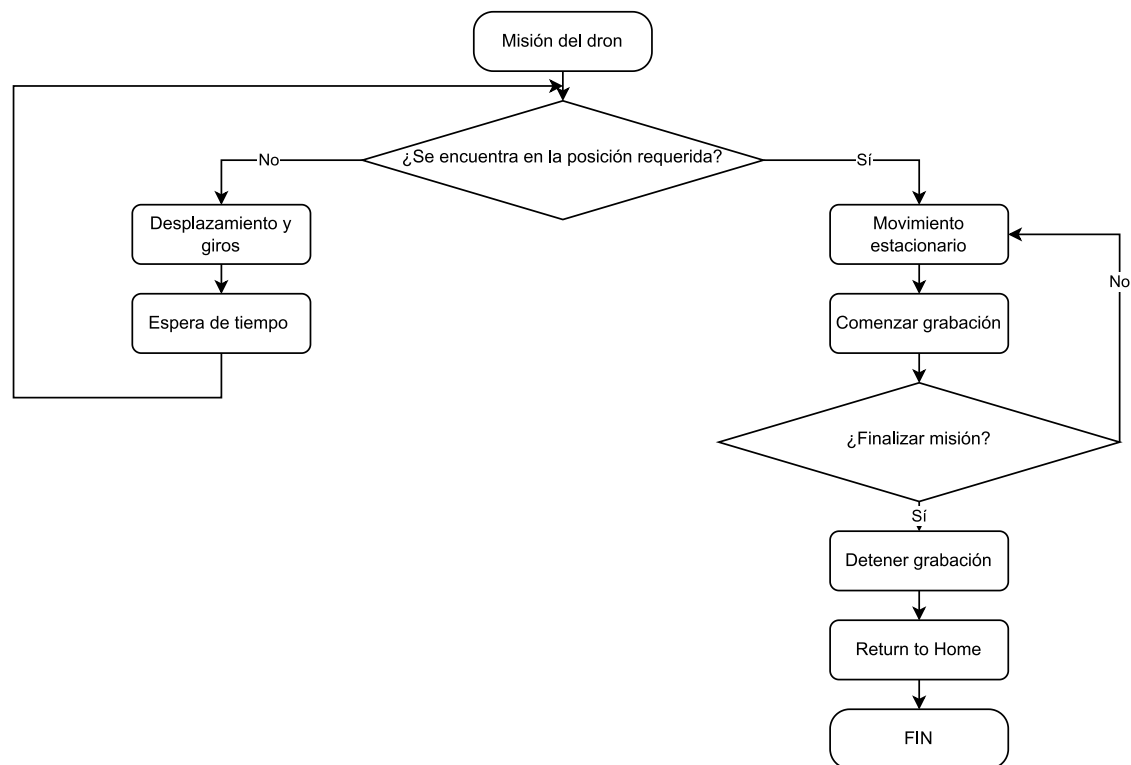 Misión del dron
¿Se encuentra en la posición requerida?
No
Sí
Desplazamiento y
giros
Espera de tiempo
Movimiento
estacionario
No
Comenzar grabación
¿Finalizar misión?
Sí
Detener grabación
Return to Home
FIN